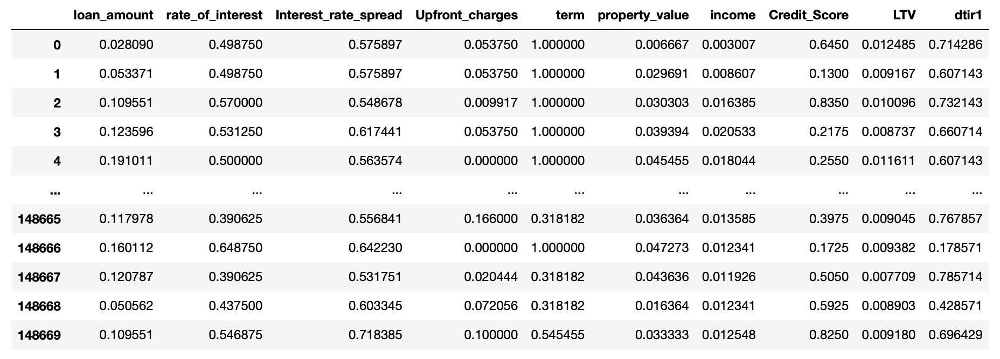 loan_amount rate_of_interest Interest_rate_spread Upfront_charges term property_value income Credit_Score LTV dtir1
0 0.028090 0.498750 0.575897 0.053750 1.000000 0.006667 0.003007 0.6450 0.012485 0.714286
1 0.053371 0.498750 0.575897 0.053750 1.000000 0.029691 0.008607 0.1300 0.009167 0.607143
2 0.109551 0.570000 0.548678 0.009917 1.000000 0.030303 0.016385 0.8350 0.010096 0.732143
3 0.123596 0.531250 0.617441 0.053750 1.000000 0.039394 0.020533 0.2175 0.008737 0.660714
4 0.191011 0.500000 0.563574 0.000000 1.000000 0.045455 0.018044 0.2550 0.011611 0.607143
... ... ... ... ... ... ... ... ... ... ...
148665 0.117978 0.390625 0.556841 0.166000 0.318182 0.036364 0.013585 0.3975 0.009045 0.767857
148666 0.160112 0.648750 0.642230 0.000000 1.000000 0.047273 0.012341 0.1725 0.009382 0.178571
148667 0.120787 0.390625 0.531751 0.020444 0.318182 0.043636 0.011926 0.5050 0.007709 0.785714
148668 0.050562 0.437500 0.603345 0.072056 0.318182 0.016364 0.012341 0.5925 0.008903 0.428571
148669 0.109551 0.546875 0.718385 0.100000 0.545455 0.033333 0.012548 0.8250 0.009180 0.696429